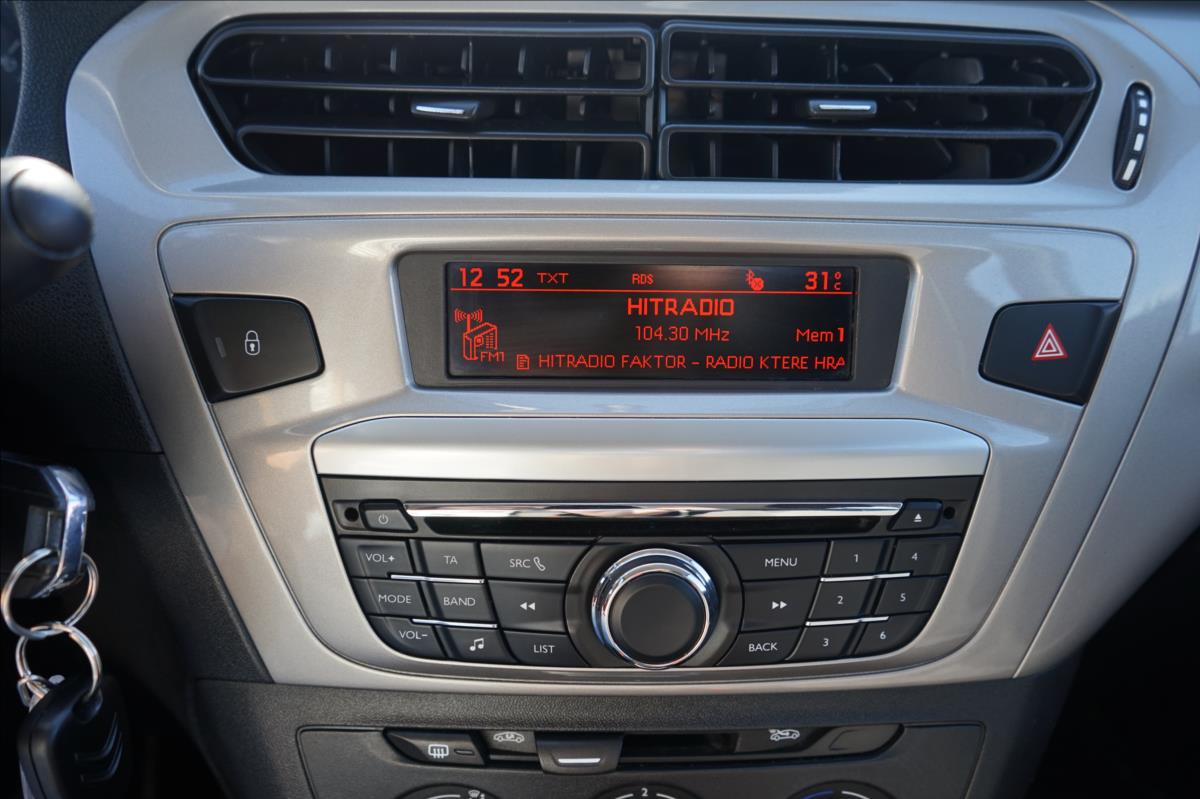 12 52 TXT RDS 31°C
HITRADIO
104.30 MHz Mem 1
FM1
HITRADIO FAKTOR - RADIO KTERE HRA
VOL+ TA SRC MENU 1 4
MODE BAND 2 5
VOL- LIST BACK 3 6
2